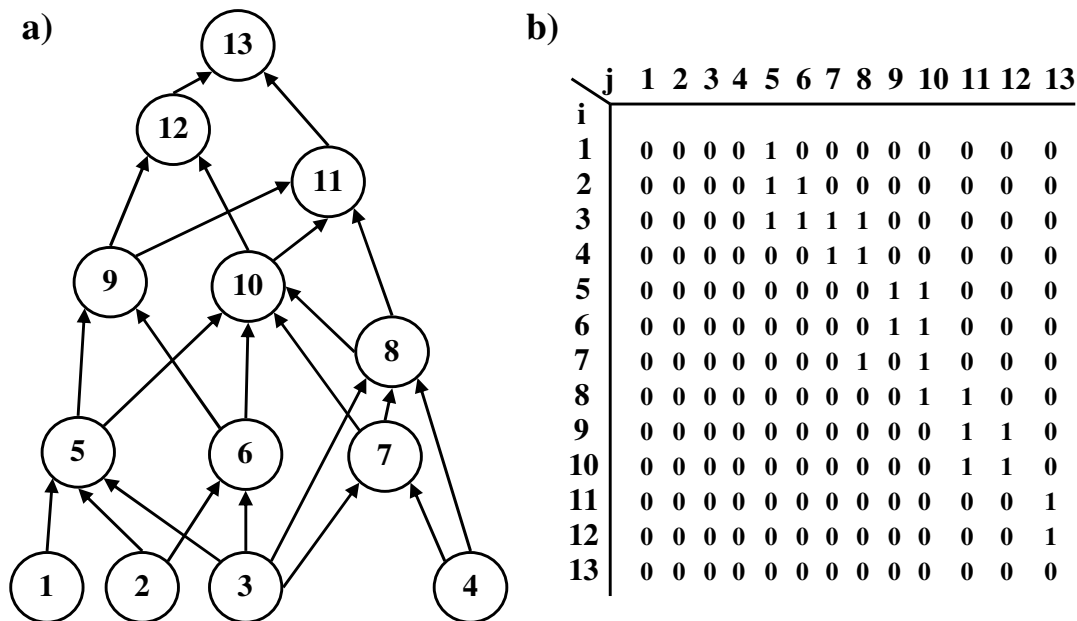 a)
13
12
11
9
10
8
5
6
7
1
2
3
4
b)
j 1 2 3 4 5 6 7 8 9 10 11 12 13
i
1 0 0 0 0 1 0 0 0 0 0 0 0 0
2 0 0 0 0 1 1 0 0 0 0 0 0 0
3 0 0 0 0 1 1 1 1 0 0 0 0 0
4 0 0 0 0 0 0 1 1 0 0 0 0 0
5 0 0 0 0 0 0 0 0 1 1 0 0 0
6 0 0 0 0 0 0 0 0 1 1 0 0 0
7 0 0 0 0 0 0 0 1 0 1 0 0 0
8 0 0 0 0 0 0 0 0 0 1 1 0 0
9 0 0 0 0 0 0 0 0 0 0 1 1 0
10 0 0 0 0 0 0 0 0 0 0 1 1 0
11 0 0 0 0 0 0 0 0 0 0 0 0 1
12 0 0 0 0 0 0 0 0 0 0 0 0 1
13 0 0 0 0 0 0 0 0 0 0 0 0 0